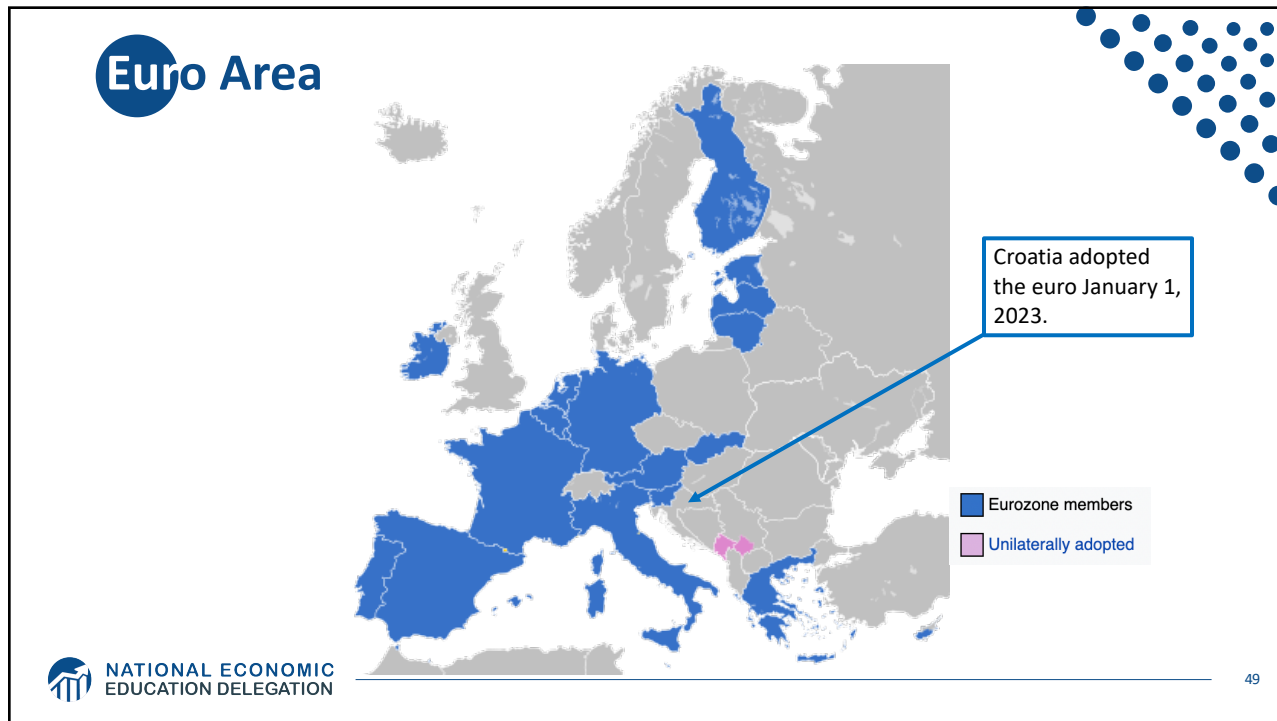 Euro Area
Croatia adopted
the euro January 1,
2023.
Eurozone members
Unilaterally adopted
NATIONAL ECONOMIC
EDUCATION DELEGATION
49